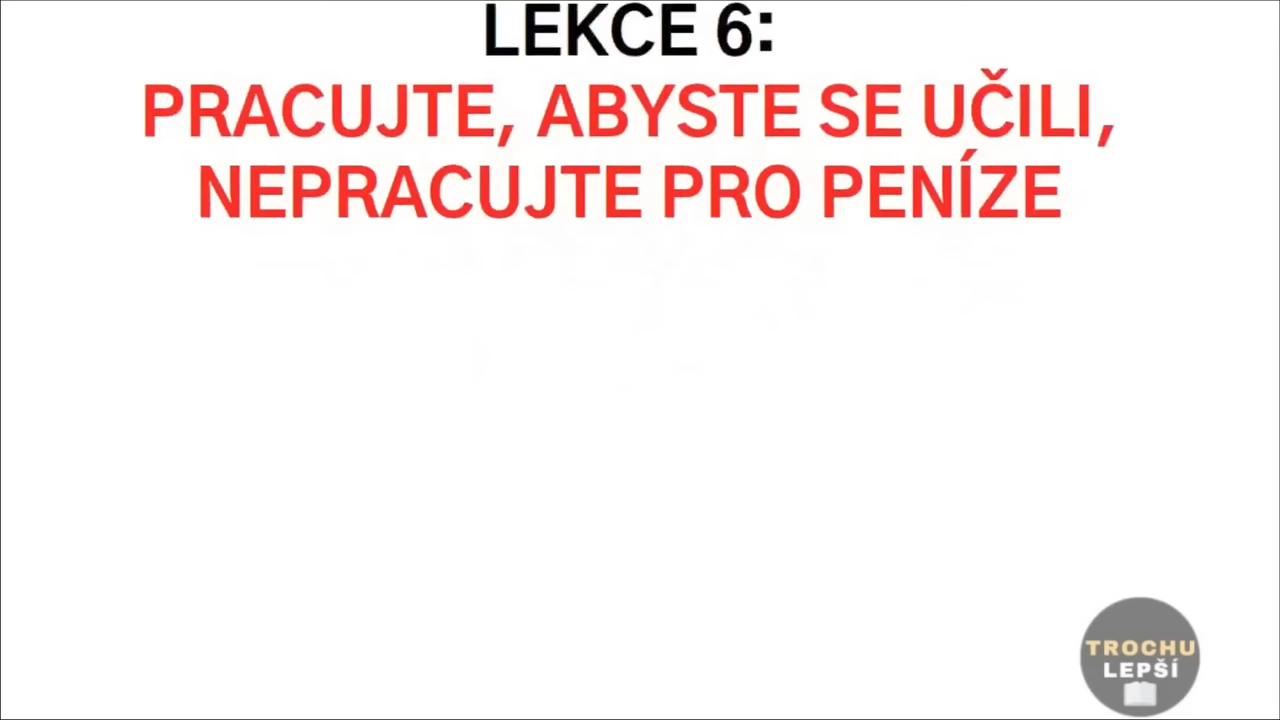 LEKCE 6:
PRACUJTE, ABYSTE SE UČILI,
NEPRACUJTE PRO PENÍZE
TROCHU
LEPŠÍ